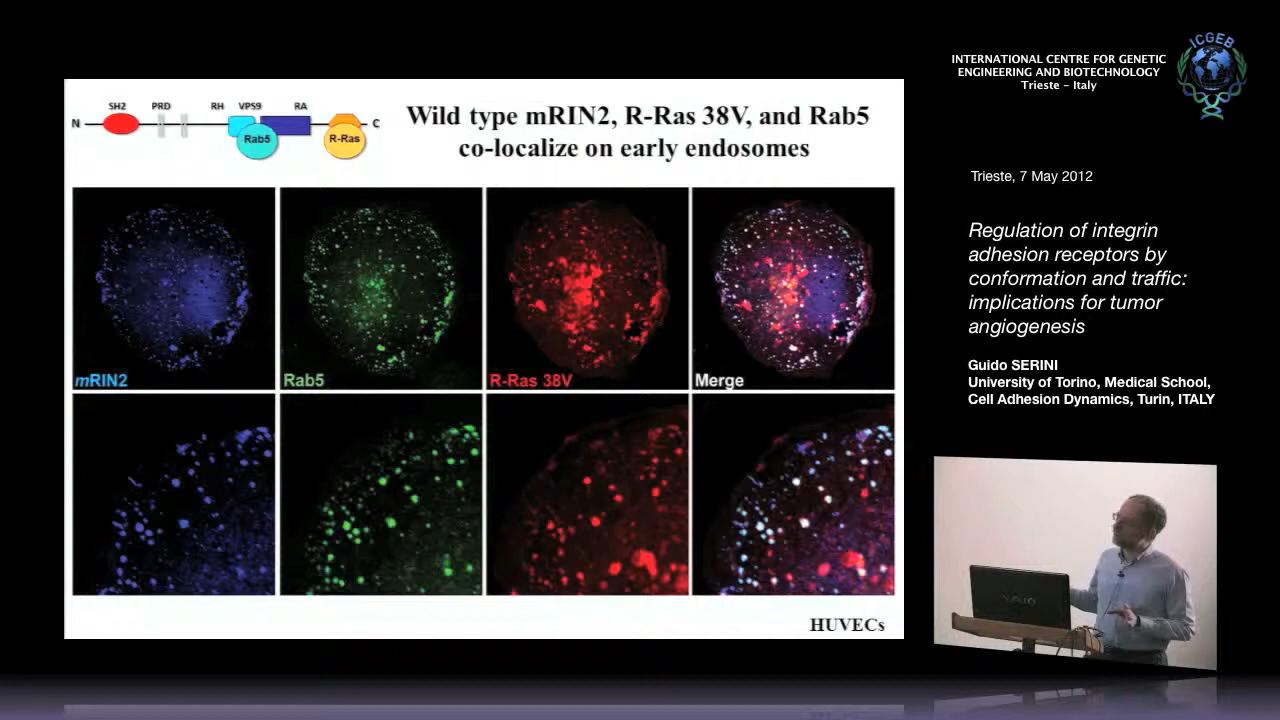 SH2 PRD RH VPS9 RA
N C
Rab5 R-Ras
Wild type mRIN2, R-Ras 38V, and Rab5
co-localize on early endosomes
mRIN2 Rab5 R-Ras 38V Merge
HUVECs
INTERNATIONAL CENTRE FOR GENETIC
ENGINEERING AND BIOTECHNOLOGY
Trieste - Italy
ICGEB
Trieste, 7 May 2012
Regulation of integrin
adhesion receptors by
conformation and traffic:
implications for tumor
angiogenesis
Guido SERINI
University of Torino, Medical School,
Cell Adhesion Dynamics, Turin, ITALY
VAIO